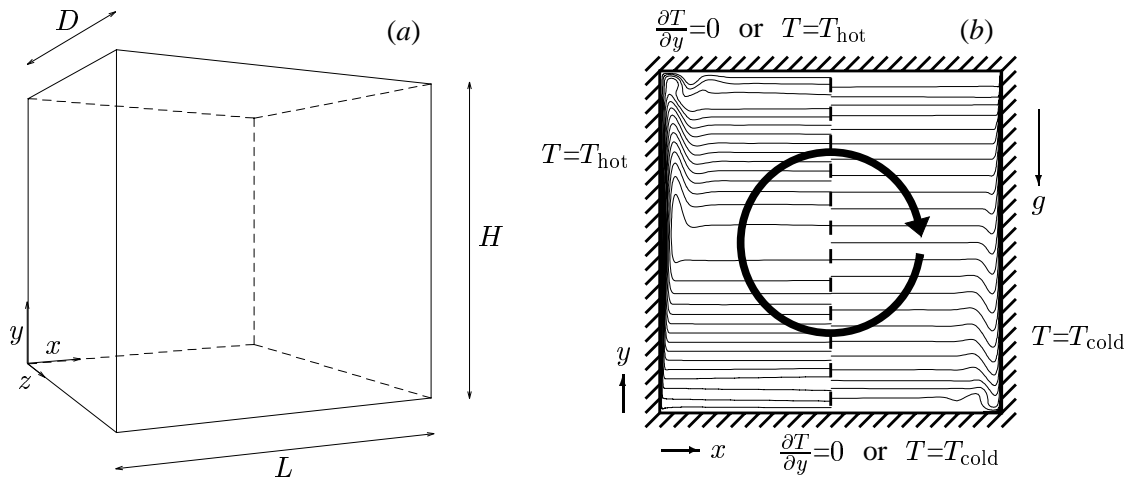 D
(a)
H
y
x
z
L
∂T/∂y=0 or T=T_hot
(b)
T=T_hot
g
y
T=T_cold
x
∂T/∂y=0 or T=T_cold